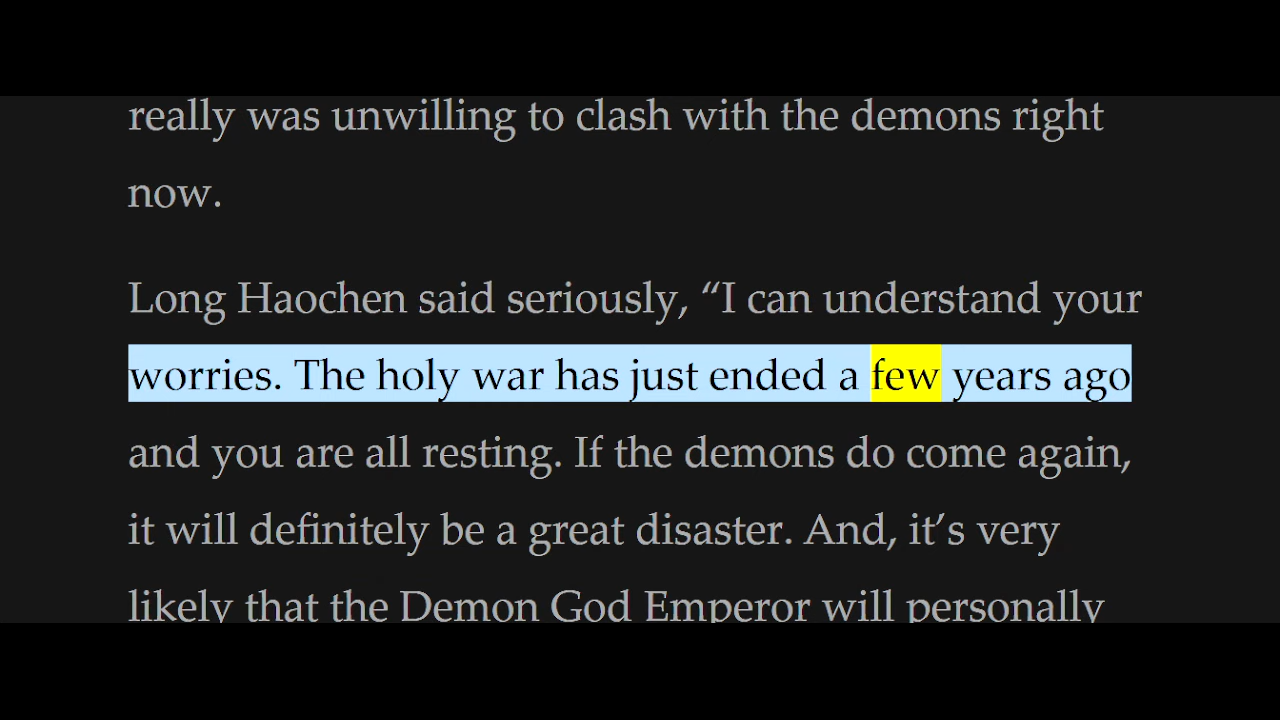 really was unwilling to clash with the demons right
now.
Long Haochen said seriously, “I can understand your
worries. The holy war has just ended a few years ago
and you are all resting. If the demons do come again,
it will definitely be a great disaster. And, it’s very
likely that the Demon God Emperor will personally